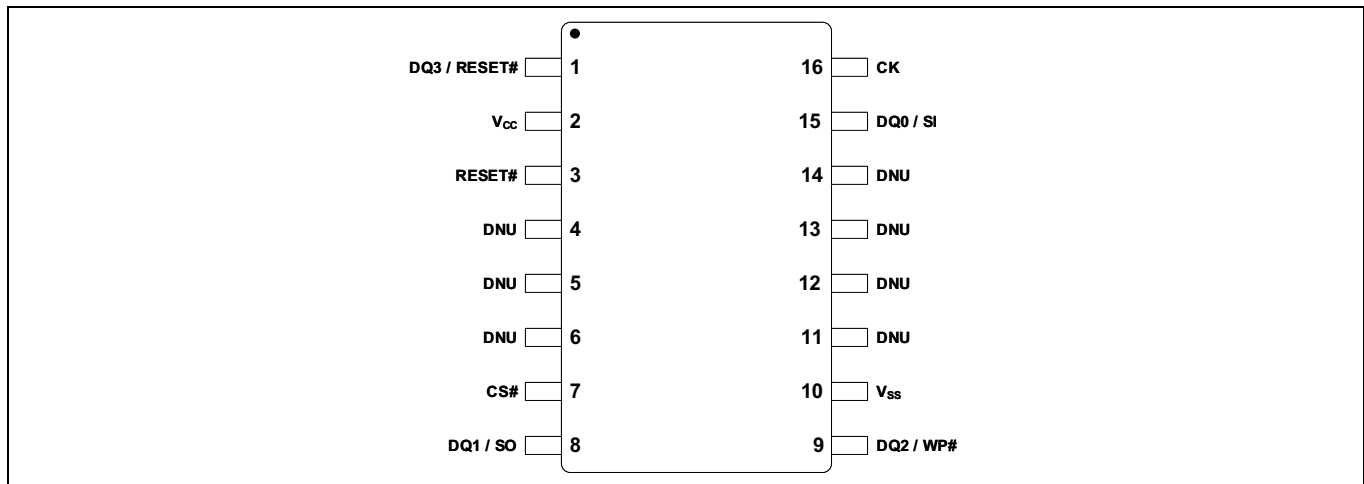 DQ3 / RESET# 1 16 CK
VCC 2 15 DQ0 / SI
RESET# 3 14 DNU
DNU 4 13 DNU
DNU 5 12 DNU
DNU 6 11 DNU
CS# 7 10 VSS
DQ1 / SO 8 9 DQ2 / WP#